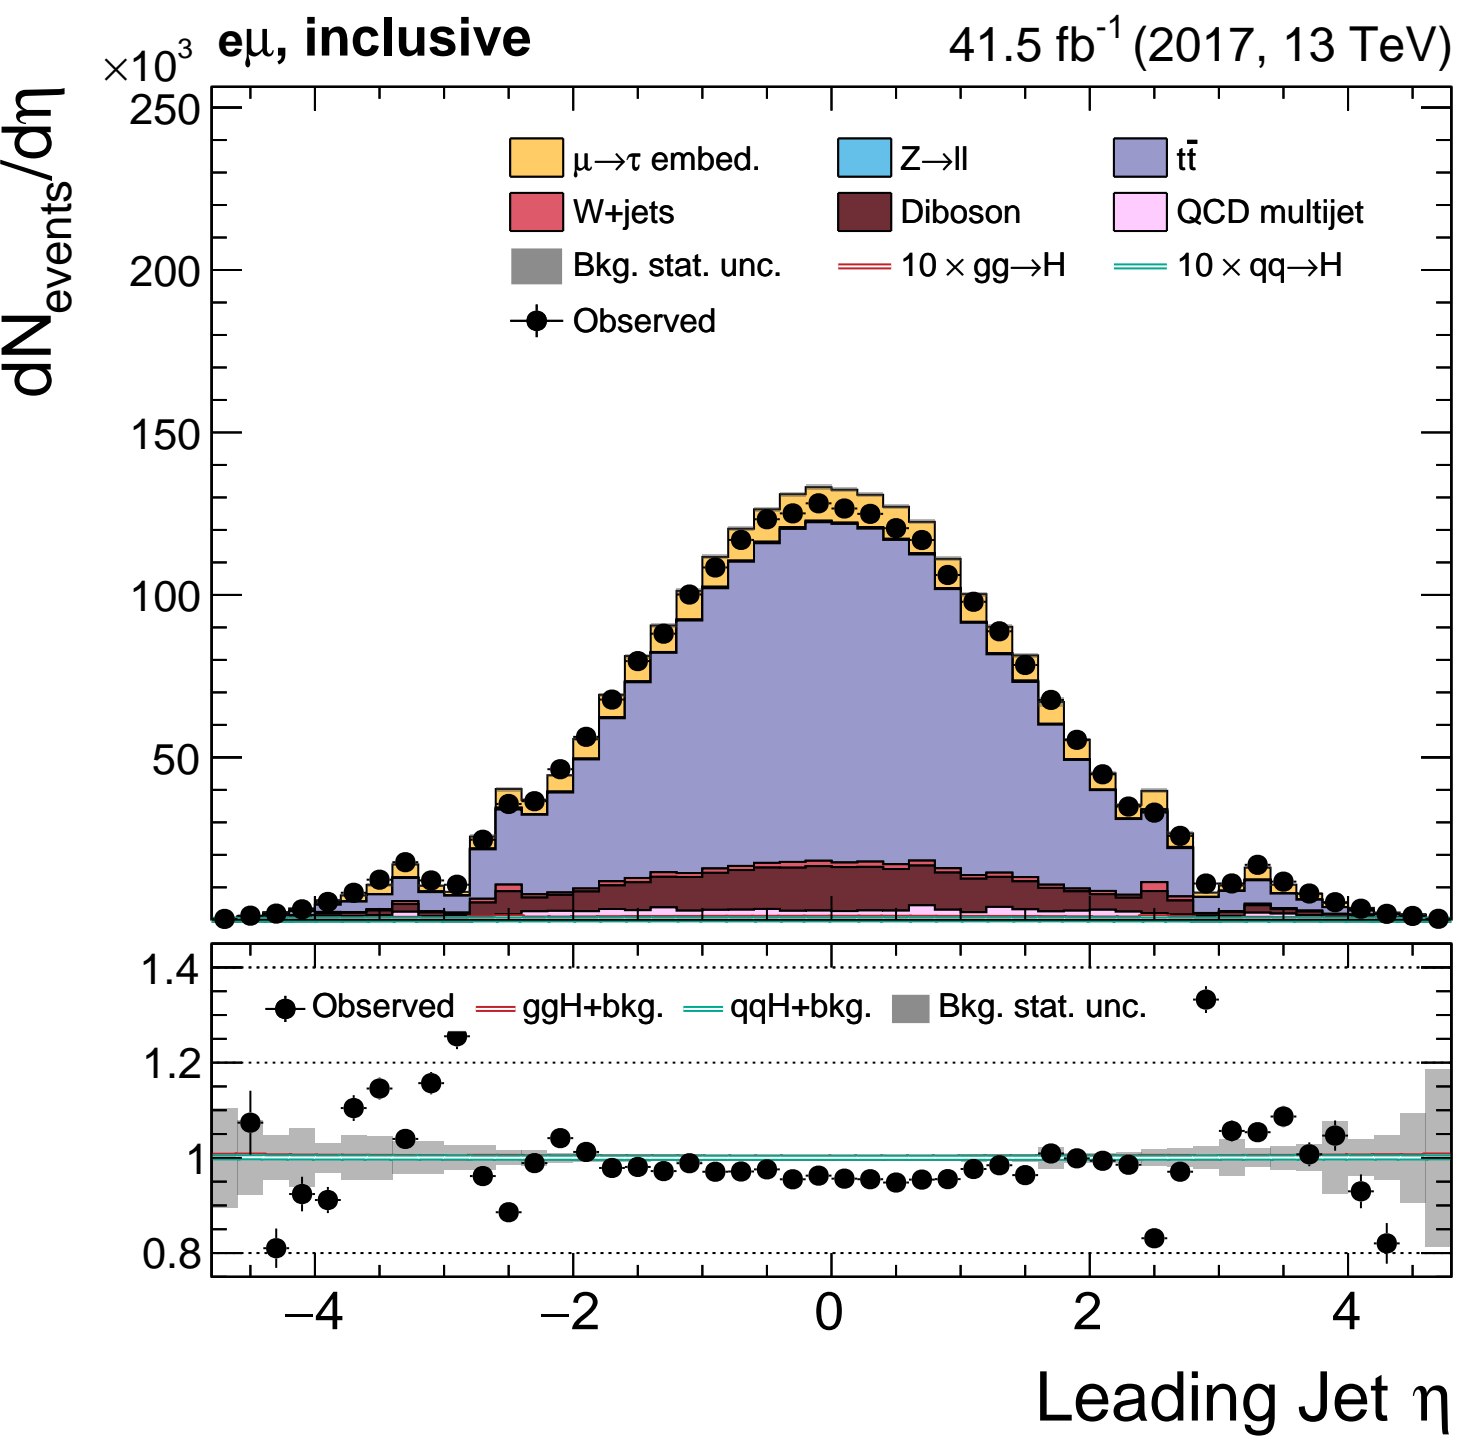 eμ, inclusive 41.5 fb⁻¹ (2017, 13 TeV)
×10³
dN_events/dη
250
200
150
100
50
μ→τ embed. Z→ll tt̄
W+jets Diboson QCD multijet
Bkg. stat. unc. 10 × gg→H 10 × qq→H
Observed
1.4
1.2
1
0.8
Observed ggH+bkg. qqH+bkg. Bkg. stat. unc.
−4 −2 0 2 4
Leading Jet η